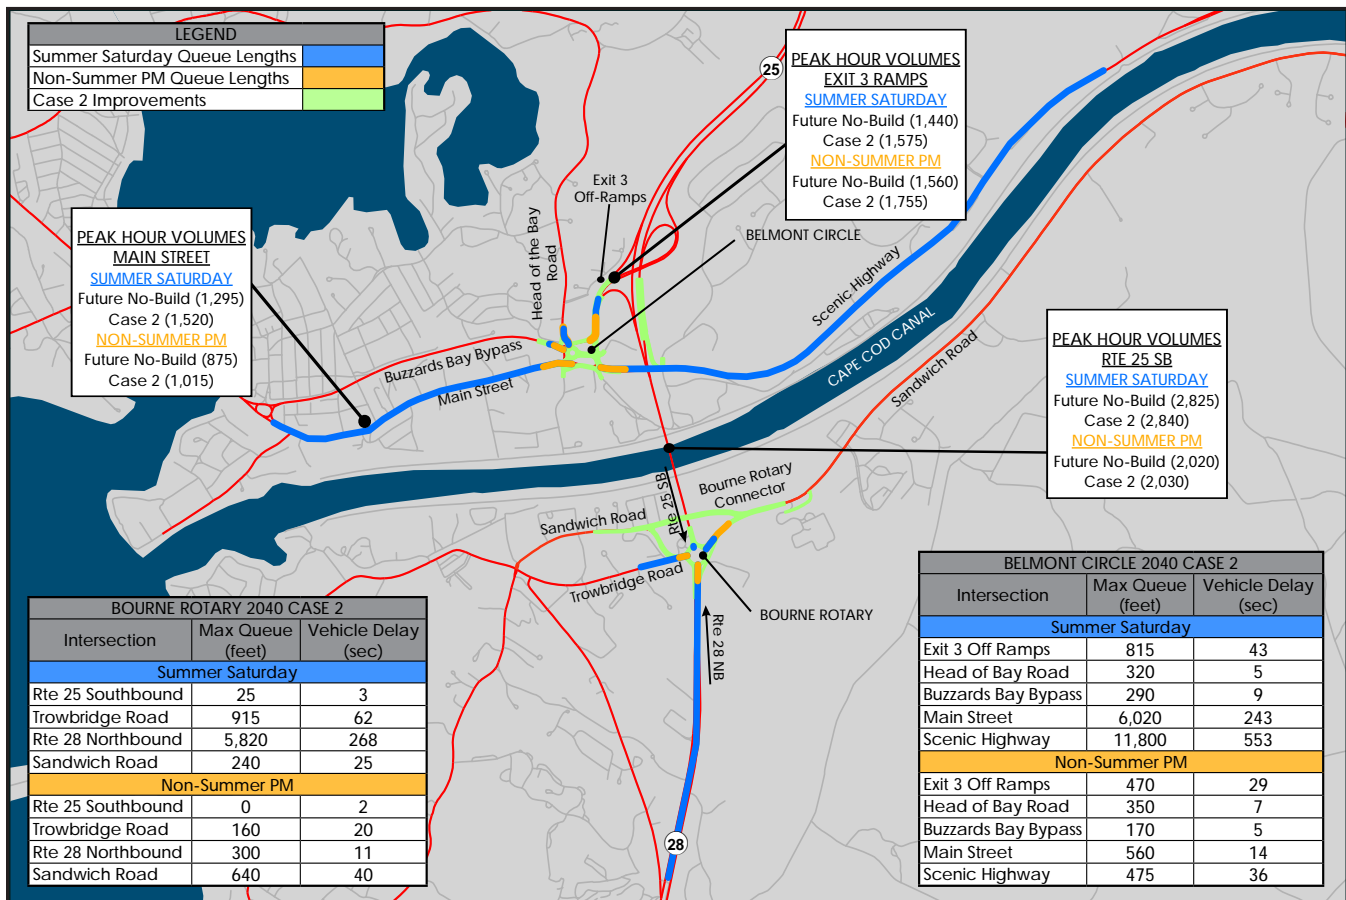 LEGEND
Summer Saturday Queue Lengths
Non-Summer PM Queue Lengths
Case 2 Improvements
25
PEAK HOUR VOLUMES
EXIT 3 RAMPS
SUMMER SATURDAY
Future No-Build (1,440)
Case 2 (1,575)
NON-SUMMER PM
Future No-Build (1,560)
Case 2 (1,755)
Exit 3
Off-Ramps
BELMONT CIRCLE
Head of the Bay
Road
PEAK HOUR VOLUMES
MAIN STREET
SUMMER SATURDAY
Future No-Build (1,295)
Case 2 (1,520)
NON-SUMMER PM
Future No-Build (875)
Case 2 (1,015)
Scenic Highway
CAPE COD CANAL
Sandwich Road
Buzzards Bay Bypass
Main Street
PEAK HOUR VOLUMES
RTE 25 SB
SUMMER SATURDAY
Future No-Build (2,825)
Case 2 (2,840)
NON-SUMMER PM
Future No-Build (2,020)
Case 2 (2,030)
Rte 25 SB
Bourne Rotary
Connector
Sandwich Road
Trowbridge Road
BOURNE ROTARY
Rte 28 NB
28
BOURNE ROTARY 2040 CASE 2
Intersection Max Queue (feet) Vehicle Delay (sec)
Summer Saturday
Rte 25 Southbound 25 3
Trowbridge Road 915 62
Rte 28 Northbound 5,820 268
Sandwich Road 240 25
Non-Summer PM
Rte 25 Southbound 0 2
Trowbridge Road 160 20
Rte 28 Northbound 300 11
Sandwich Road 640 40
BELMONT CIRCLE 2040 CASE 2
Intersection Max Queue (feet) Vehicle Delay (sec)
Summer Saturday
Exit 3 Off Ramps 815 43
Head of Bay Road 320 5
Buzzards Bay Bypass 290 9
Main Street 6,020 243
Scenic Highway 11,800 553
Non-Summer PM
Exit 3 Off Ramps 470 29
Head of Bay Road 350 7
Buzzards Bay Bypass 170 5
Main Street 560 14
Scenic Highway 475 36